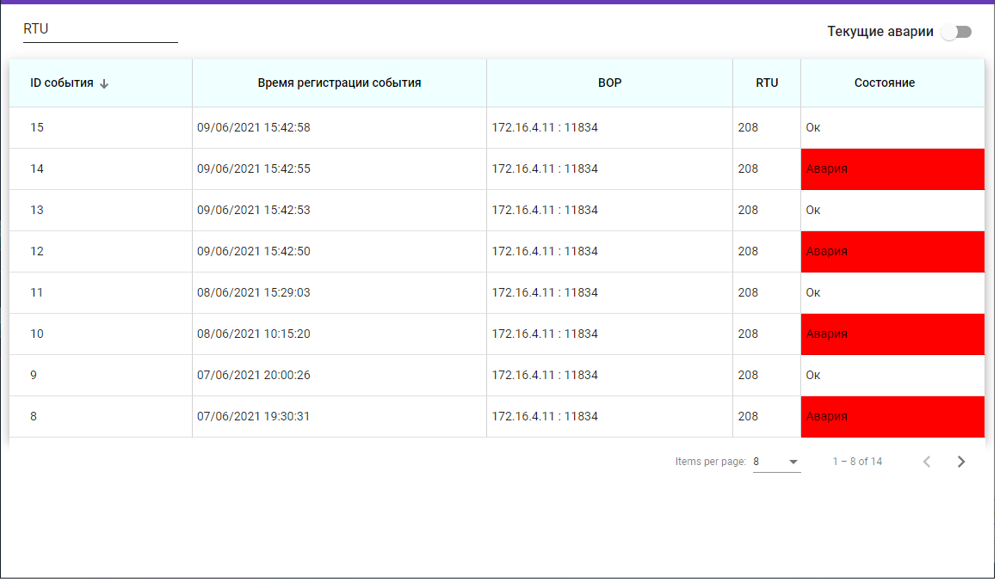 RTU
Текущие аварии
ID события Время регистрации события ВОР RTU Состояние
15 09/06/2021 15:42:58 172.16.4.11 : 11834 208 Ок
14 09/06/2021 15:42:55 172.16.4.11 : 11834 208 Авария
13 09/06/2021 15:42:53 172.16.4.11 : 11834 208 Ок
12 09/06/2021 15:42:50 172.16.4.11 : 11834 208 Авария
11 08/06/2021 15:29:03 172.16.4.11 : 11834 208 Ок
10 08/06/2021 10:15:20 172.16.4.11 : 11834 208 Авария
9 07/06/2021 20:00:26 172.16.4.11 : 11834 208 Ок
8 07/06/2021 19:30:31 172.16.4.11 : 11834 208 Авария
Items per page: 8 1 – 8 of 14